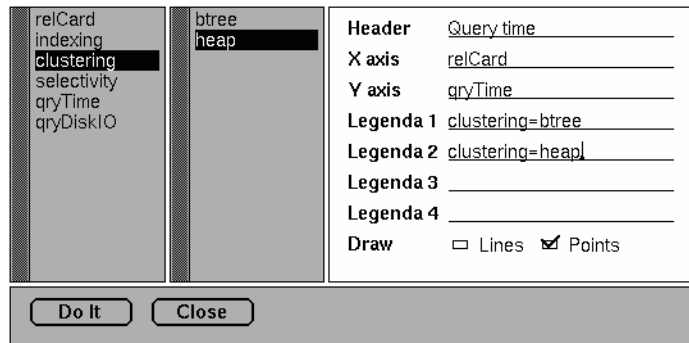 relCard
indexing
clustering
selectivity
qryTime
qryDiskIO
btree
heap
Header Query time
X axis relCard
Y axis qryTime
Legenda 1 clustering=btree
Legenda 2 clustering=heap
Legenda 3
Legenda 4
Draw Lines Points
Do It Close